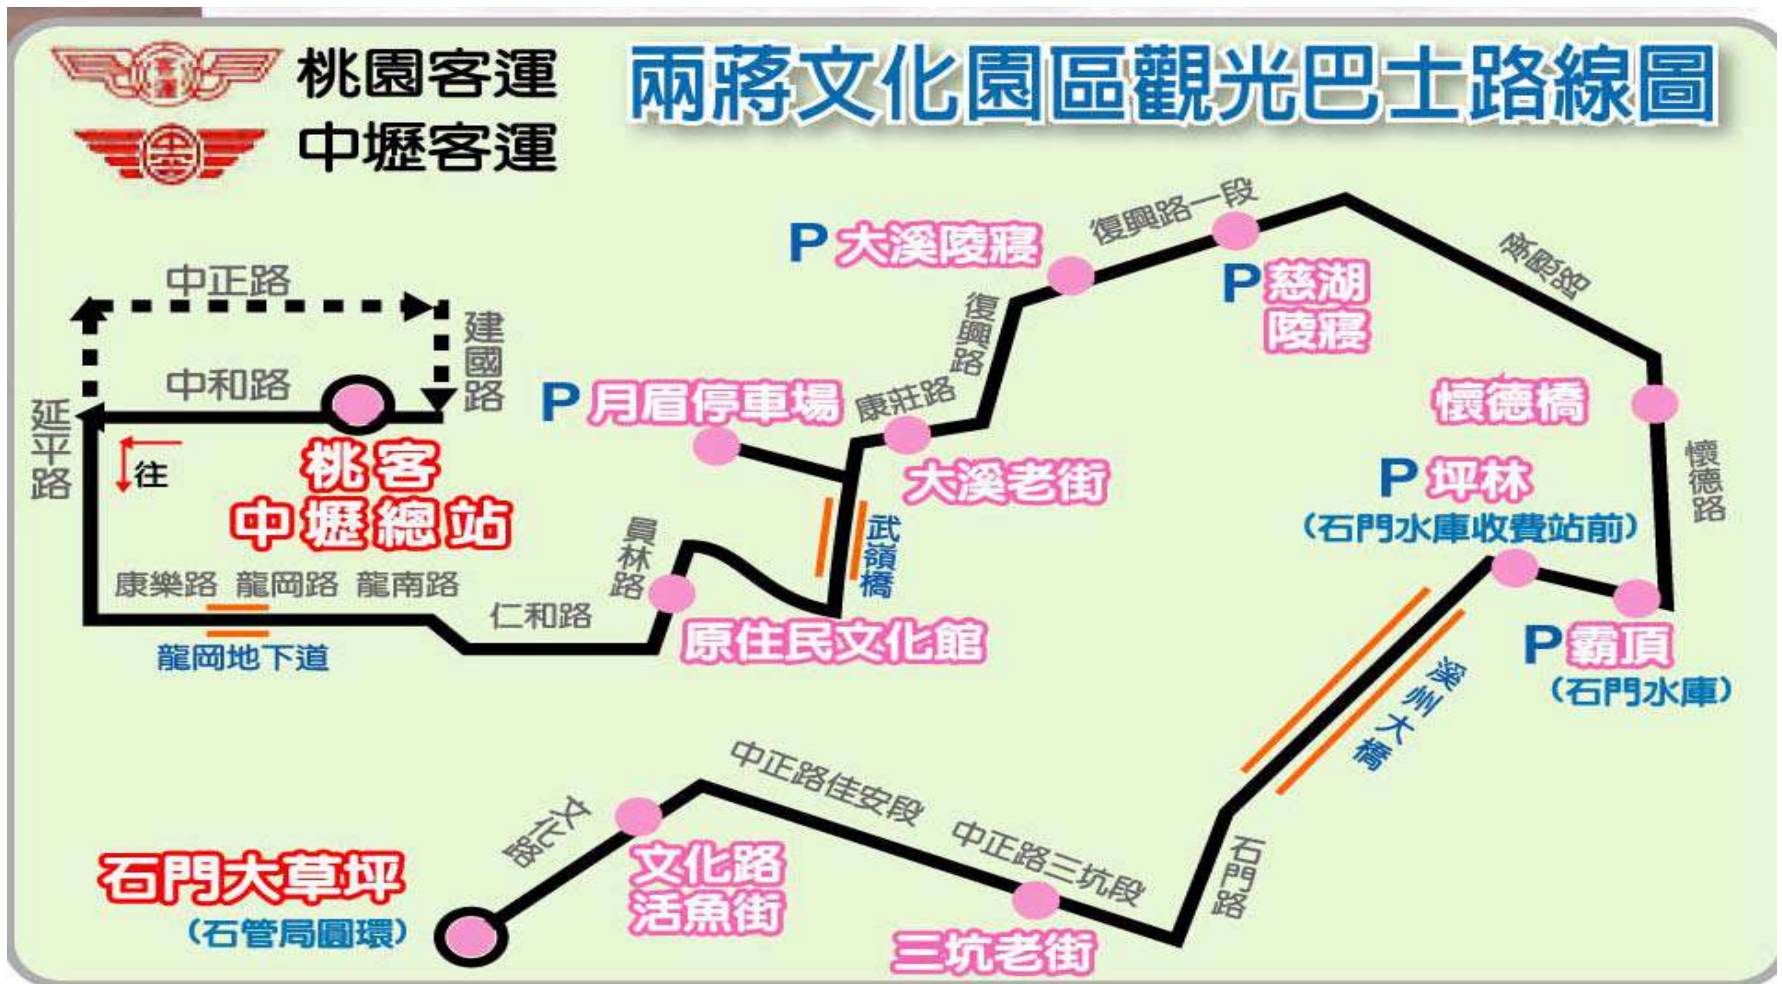 桃園客運
中壢客運
兩蔣文化園區觀光巴士路線圖
復興路一段
P 大溪陵寢
P 慈湖
陵寢
承恩路
中正路
建國路
復興路
中和路
延平路
P 月眉停車場
康莊路
懷德橋
往
桃客
中壢總站
大溪老街
P 坪林
(石門水庫收費站前)
懷德路
員林路
武嶺橋
康樂路 龍岡路 龍南路
仁和路
龍岡地下道
原住民文化館
P 霸頂
(石門水庫)
溪州大橋
中正路佳安段
文化路
中正路三坑段
石門路
石門大草坪
(石管局圓環)
文化路
活魚街
三坑老街